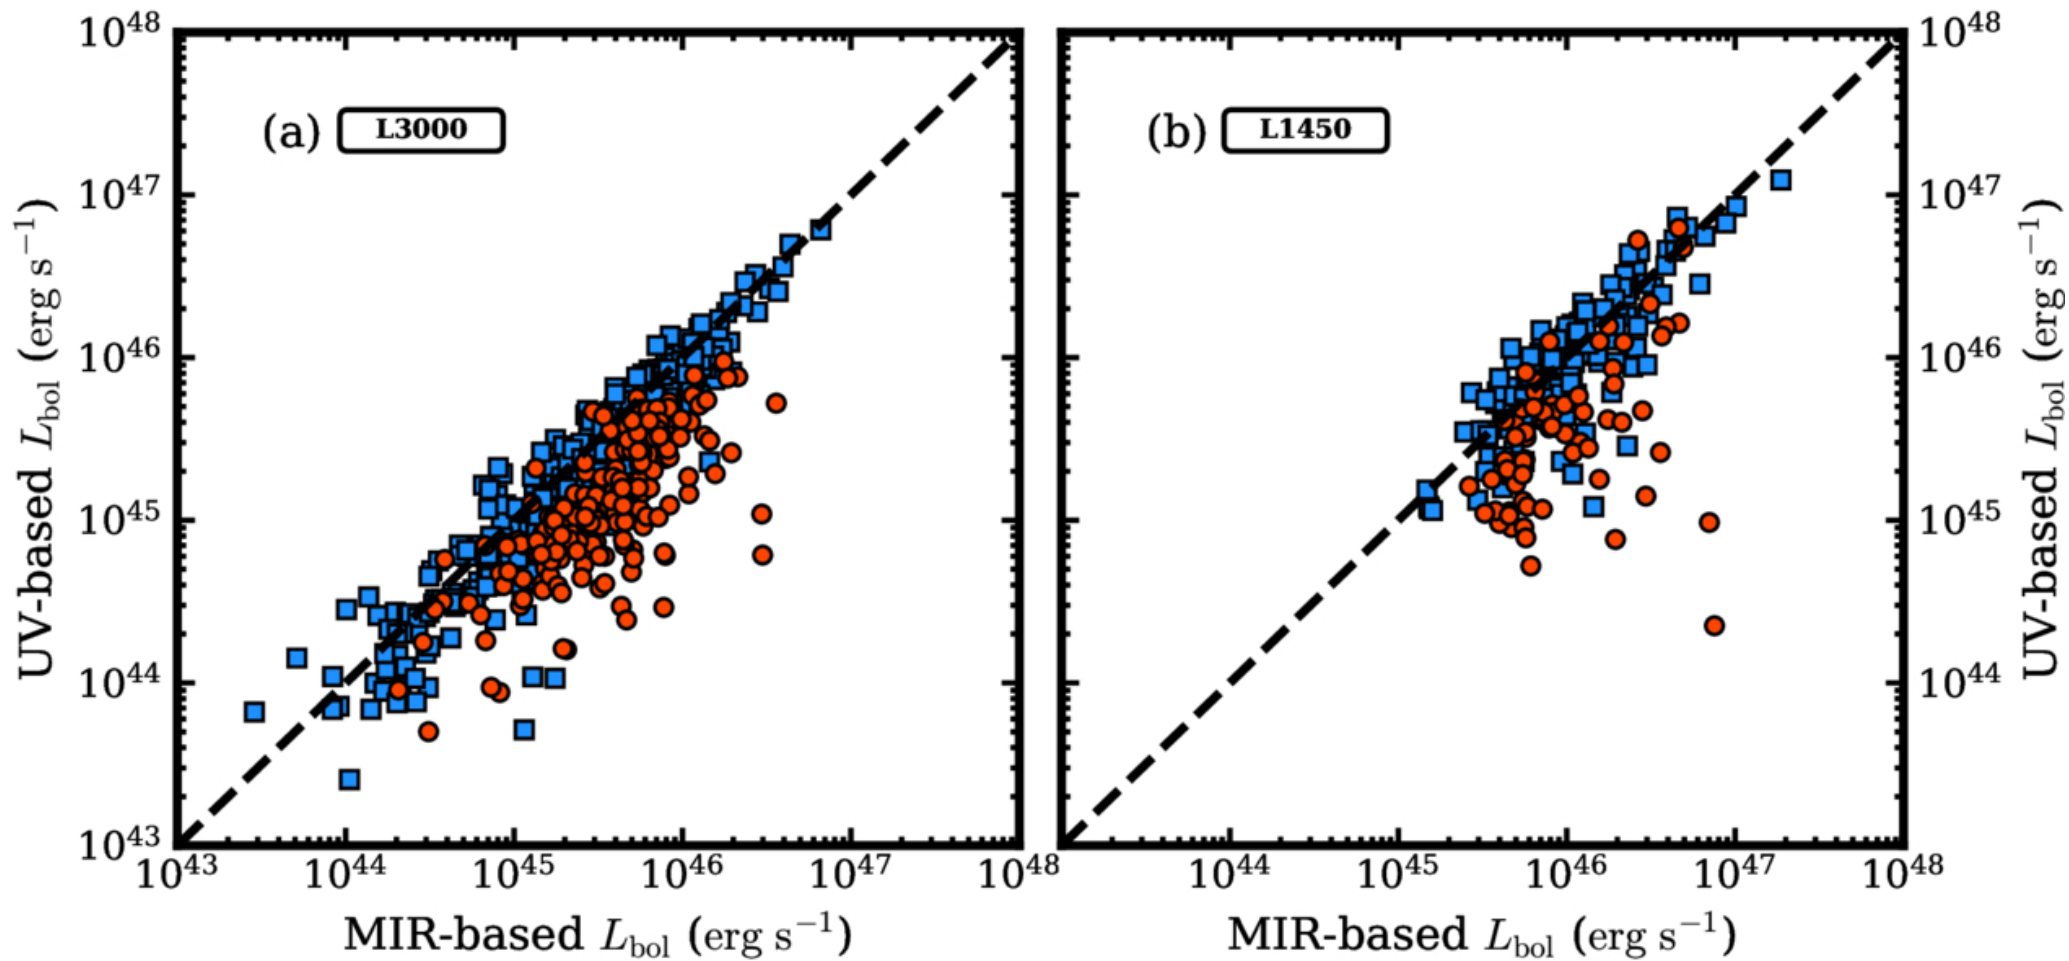 10^48
10^47
10^46
10^45
10^44
10^43
UV-based L_bol (erg s^−1)
(a) L3000
10^43 10^44 10^45 10^46 10^47 10^48
MIR-based L_bol (erg s^−1)
(b) L1450
10^44 10^45 10^46 10^47 10^48
MIR-based L_bol (erg s^−1)
10^48
10^47
10^46
10^45
10^44
UV-based L_bol (erg s^−1)